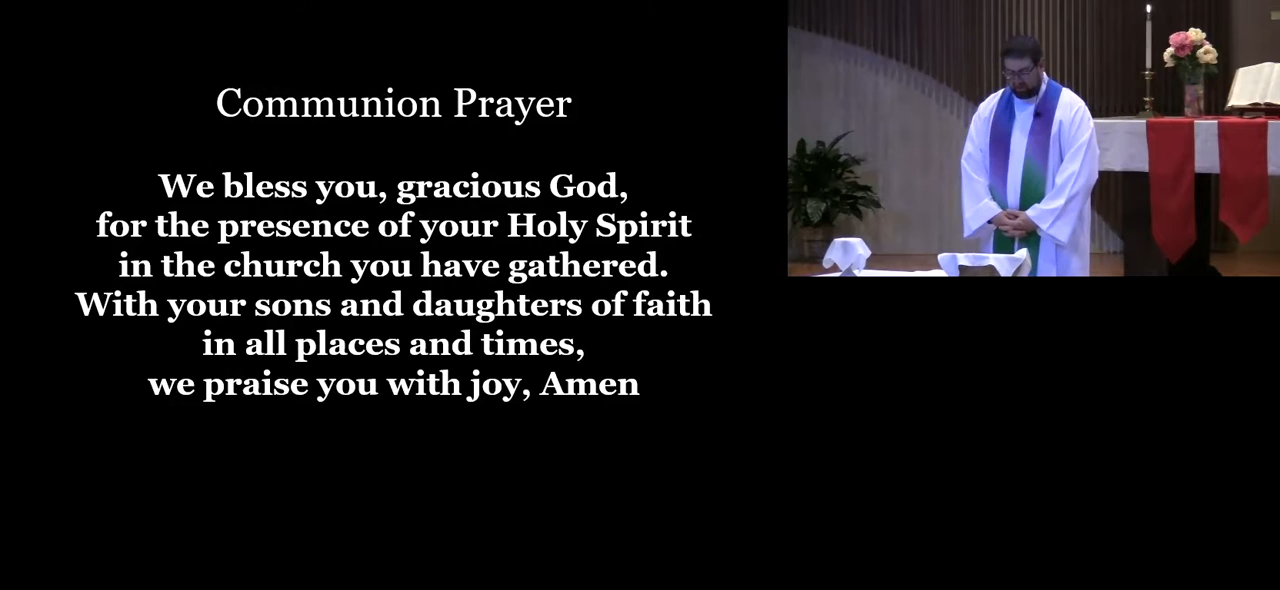 Communion Prayer
We bless you, gracious God,
for the presence of your Holy Spirit
in the church you have gathered.
With your sons and daughters of faith
in all places and times,
we praise you with joy, Amen